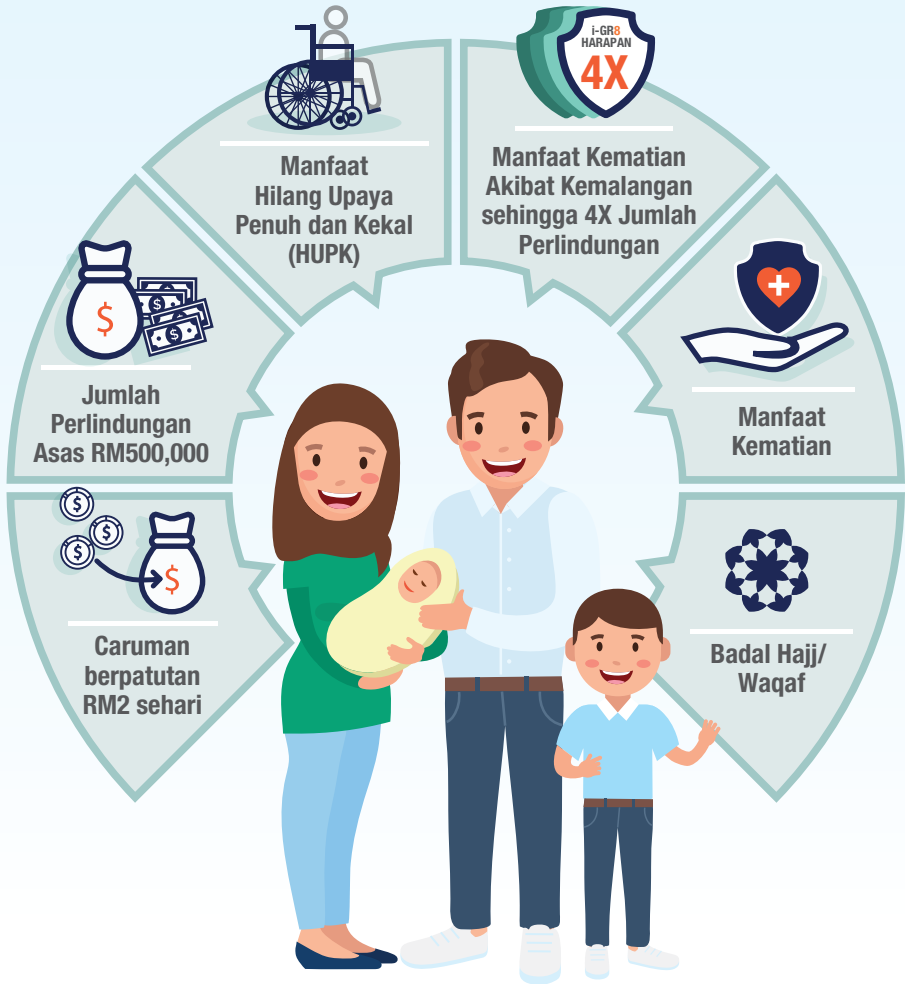 i-GR8
HARAPAN
4X
Manfaat
Hilang Upaya
Penuh dan Kekal
(HUPK)
Manfaat Kematian
Akibat Kemalangan
sehingga 4X Jumlah
Perlindungan
$
$
$
Jumlah
Perlindungan
Asas RM500,000
Manfaat
Kematian
$
$
$
$
Caruman
berpatutan
RM2 sehari
Badal Hajj/
Waqaf